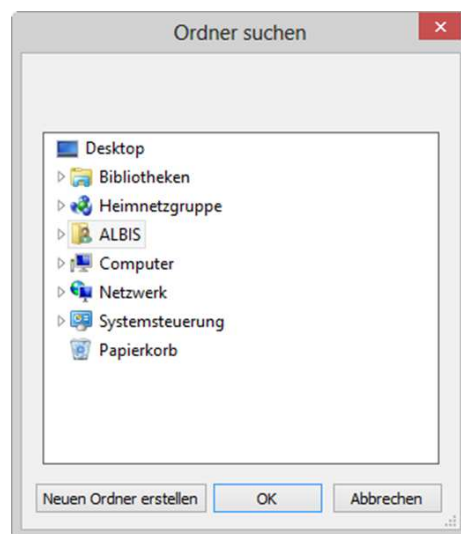 Ordner suchen
Desktop
Bibliotheken
Heimnetzgruppe
ALBIS
Computer
Netzwerk
Systemsteuerung
Papierkorb
Neuen Ordner erstellen
OK
Abbrechen